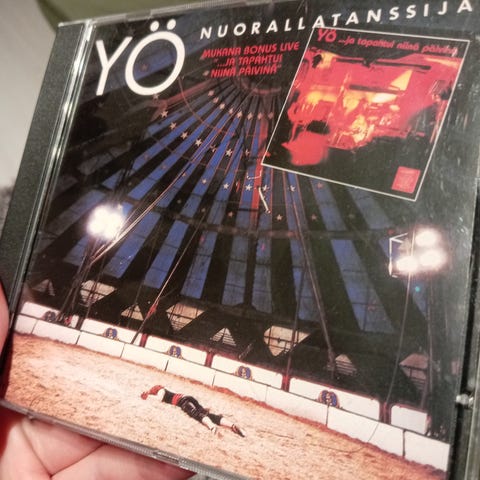 YÖ
NUORALLATANSSIJA
MUKANA BONUS LIVE
"...JA TAPAHTUI
NIINÄ PÄIVINÄ"
YÖ ...ja tapahtui niinä päivinä